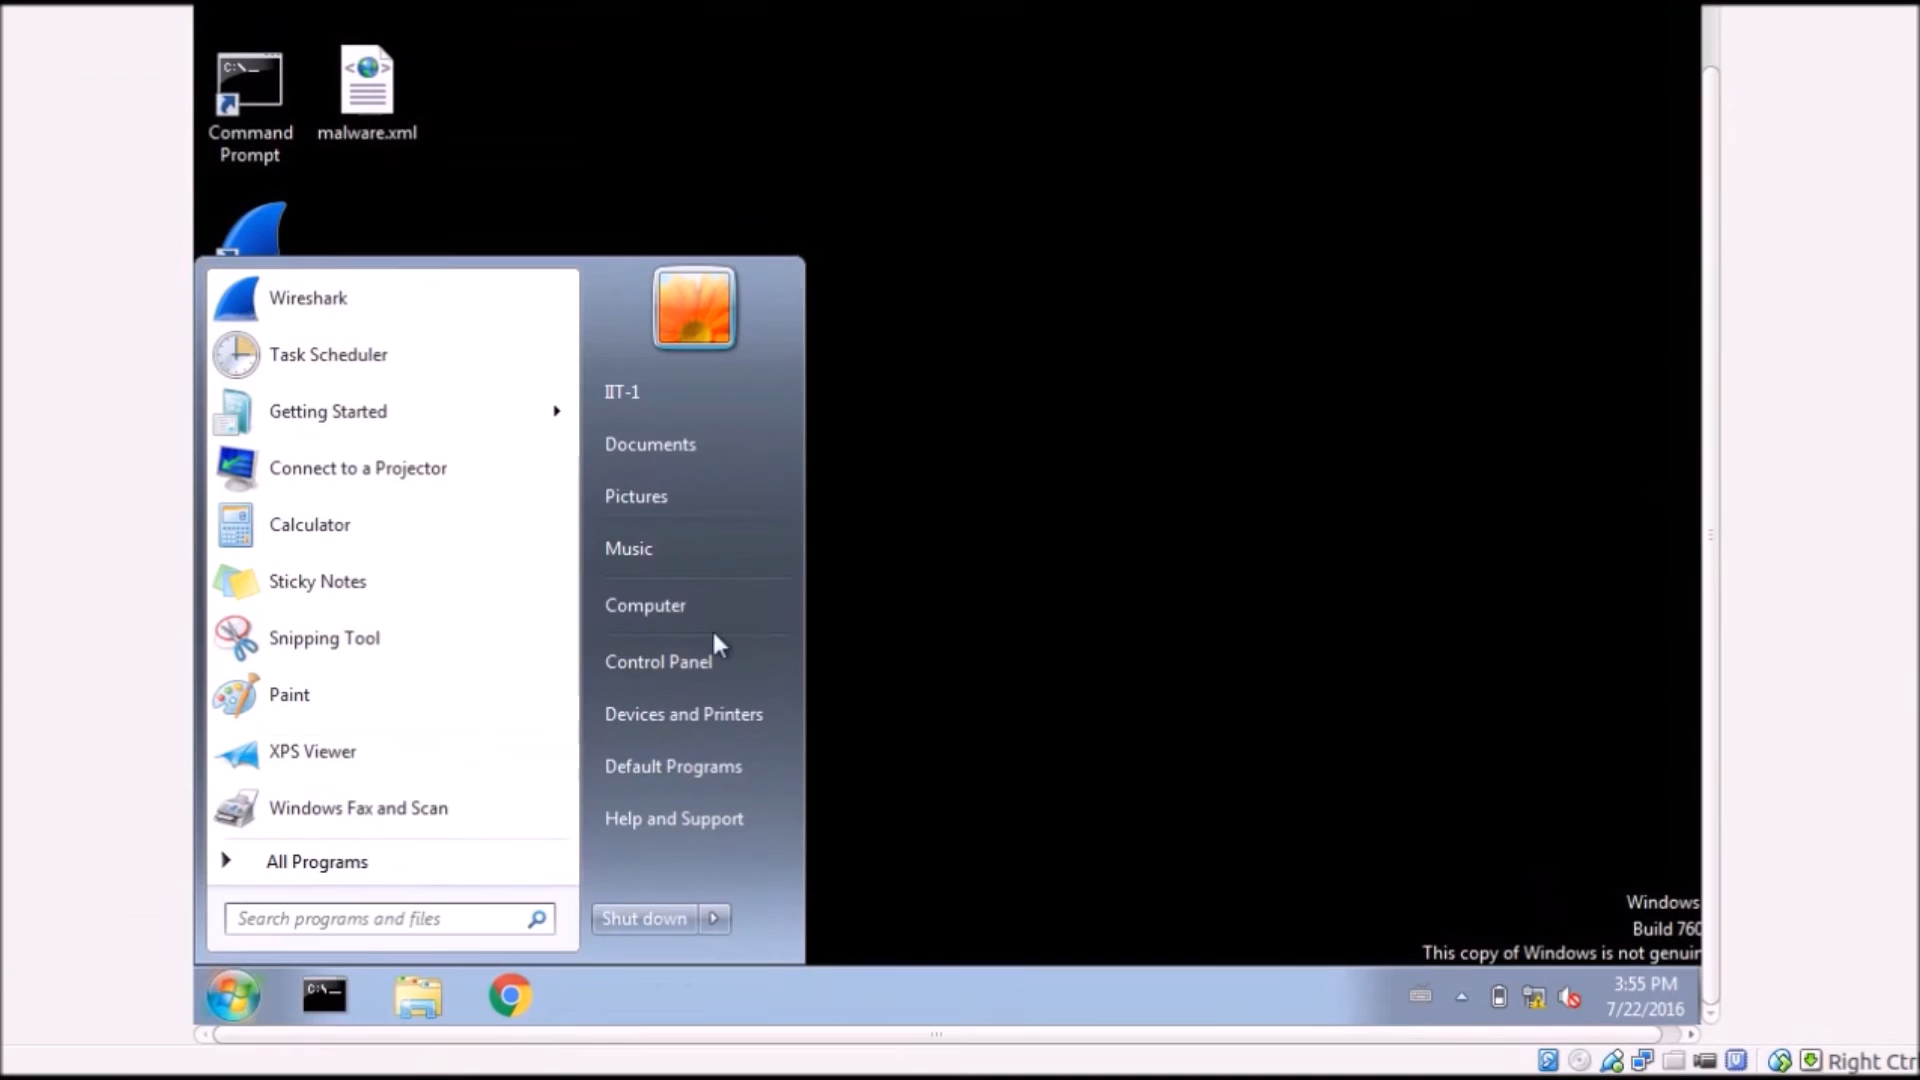 C:\_
Command
Prompt
malware.xml
Wireshark
Task Scheduler
Getting Started
Connect to a Projector
Calculator
Sticky Notes
Snipping Tool
Paint
XPS Viewer
Windows Fax and Scan
All Programs
Search programs and files
IIT-1
Documents
Pictures
Music
Computer
Control Panel
Devices and Printers
Default Programs
Help and Support
Shut down
Windows
Build 760
This copy of Windows is not genuin
C:\_
3:55 PM
7/22/2016
Right Ctr